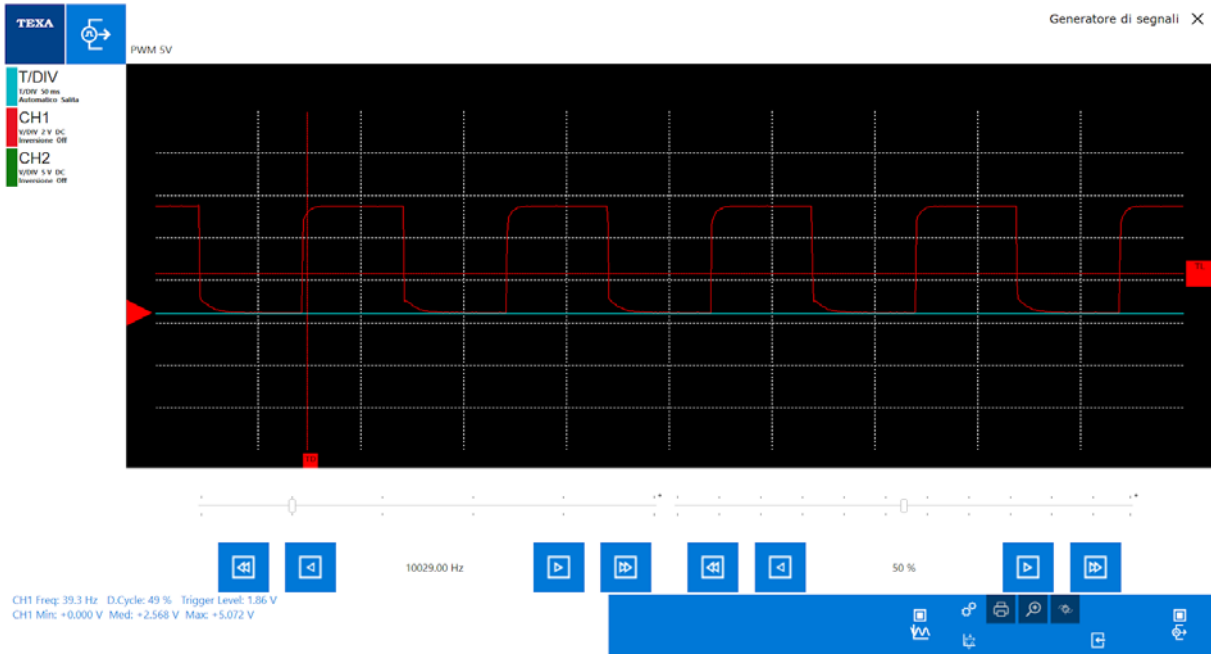 TEXA
Generatore di segnali
PWM 5V
T/DIV
T/DIV 50 ms
Automatico Salita
CH1
V/DIV 2 V DC
Inversione Off
CH2
V/DIV 5 V DC
Inversione Off
TL
10029.00 Hz
50 %
CH1 Freq: 39.3 Hz D.Cycle: 49 % Trigger Level: 1.86 V
CH1 Min: +0.000 V Med: +2.568 V Max: +5.072 V